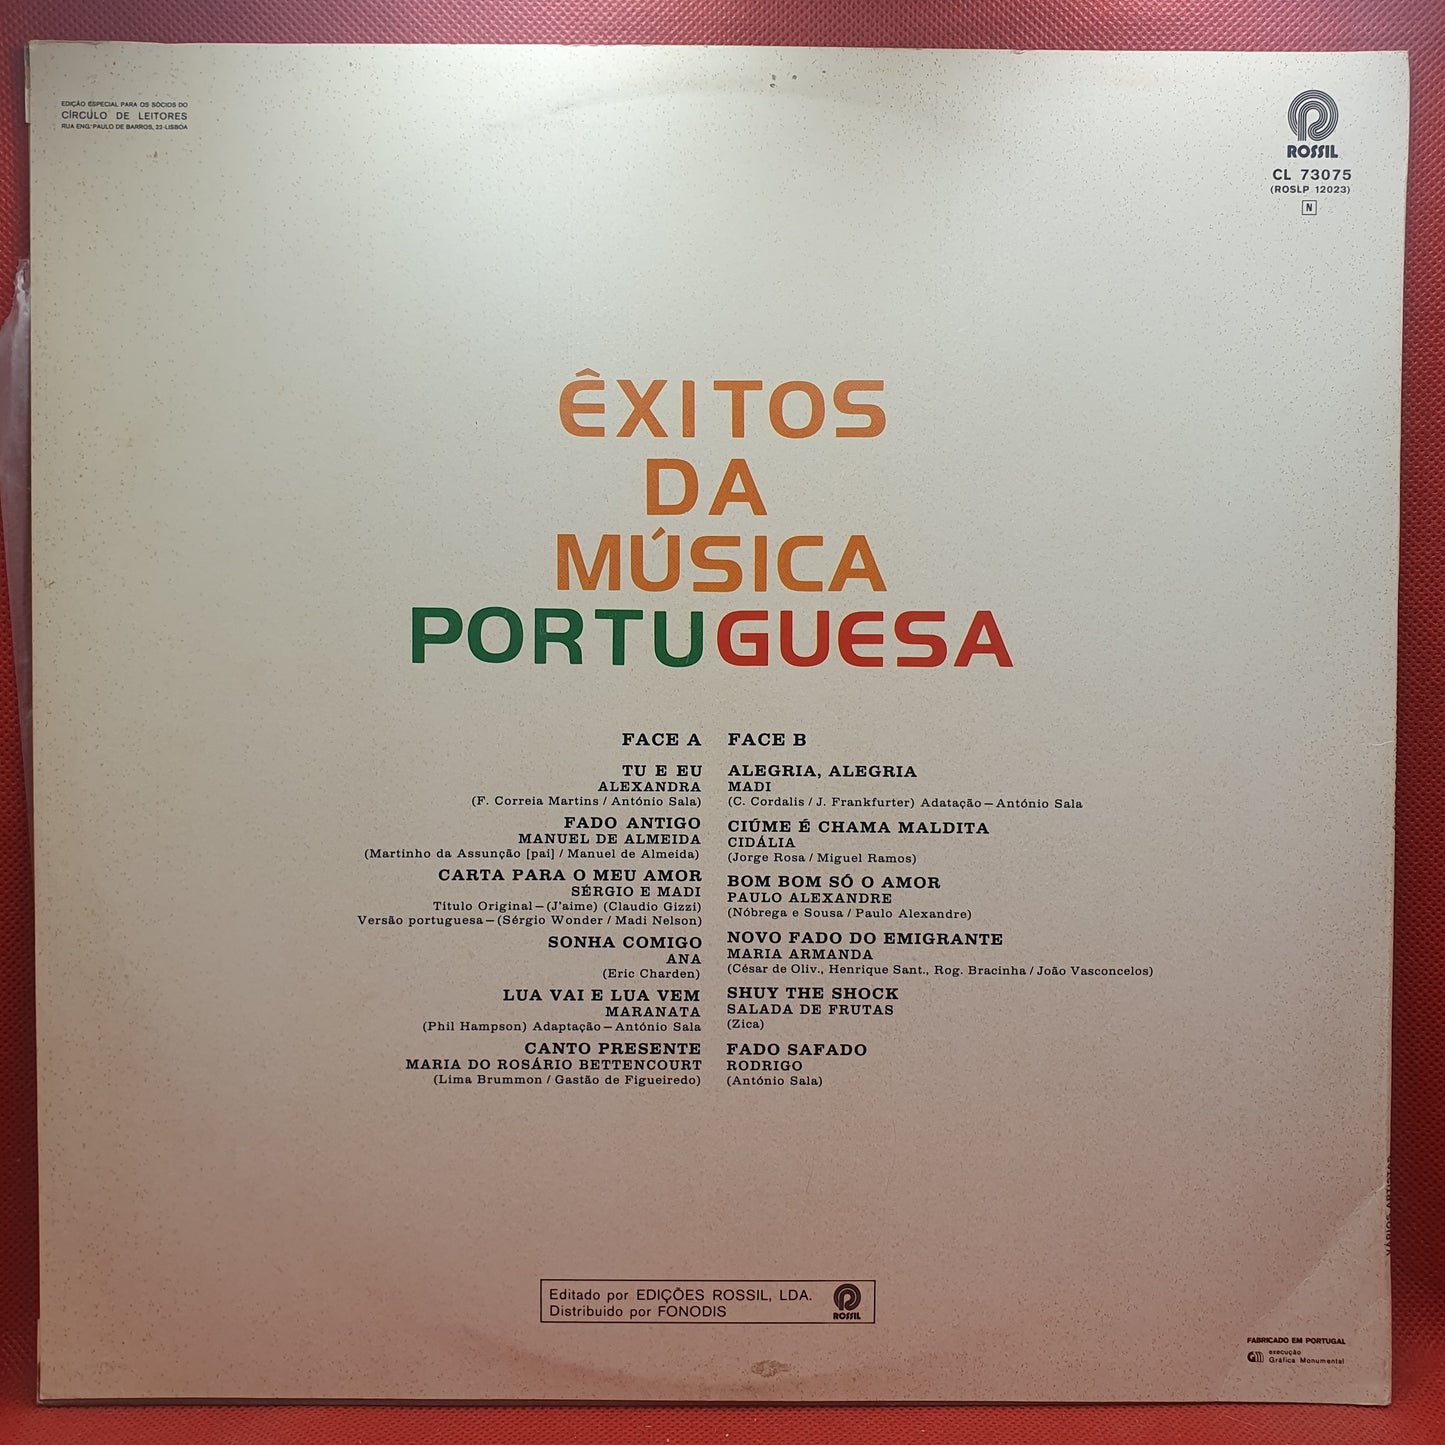 EDIÇÃO ESPECIAL PARA OS SÓCIOS DO
CÍRCULO DE LEITORES
RUA ENG.º PAULO DE BARROS, 22-LISBOA
ROSSIL
CL 73075
(ROSLP 12023)
N
ÊXITOS
DA
MÚSICA
PORTUGUESA
FACE A
TU E EU
ALEXANDRA
(F. Correia Martins / António Sala)
FADO ANTIGO
MANUEL DE ALMEIDA
(Martinho da Assunção [pai] / Manuel de Almeida)
CARTA PARA O MEU AMOR
SÉRGIO E MADI
Título Original — (J'aime) (Claudio Gizzi)
Versão portuguesa — (Sérgio Wonder / Madi Nelson)
SONHA COMIGO
ANA
(Eric Charden)
LUA VAI E LUA VEM
MARANATA
(Phil Hampson) Adaptação — António Sala
CANTO PRESENTE
MARIA DO ROSÁRIO BETTENCOURT
(Lima Brummon / Gastão de Figueiredo)
FACE B
ALEGRIA, ALEGRIA
MADI
(C. Cordalis / J. Frankfurter) Adatação — António Sala
CIÚME É CHAMA MALDITA
CIDÁLIA
(Jorge Rosa / Miguel Ramos)
BOM BOM SÓ O AMOR
PAULO ALEXANDRE
(Nóbrega e Sousa / Paulo Alexandre)
NOVO FADO DO EMIGRANTE
MARIA ARMANDA
(César de Oliv., Henrique Sant., Rog. Bracinha / João Vasconcelos)
SHUY THE SHOCK
SALADA DE FRUTAS
(Zica)
FADO SAFADO
RODRIGO
(António Sala)
VÁRIOS ARTISTAS
Editado por EDIÇÕES ROSSIL, LDA.
Distribuido por FONODIS
ROSSIL
FABRICADO EM PORTUGAL
GM execução
Gráfica Monumental